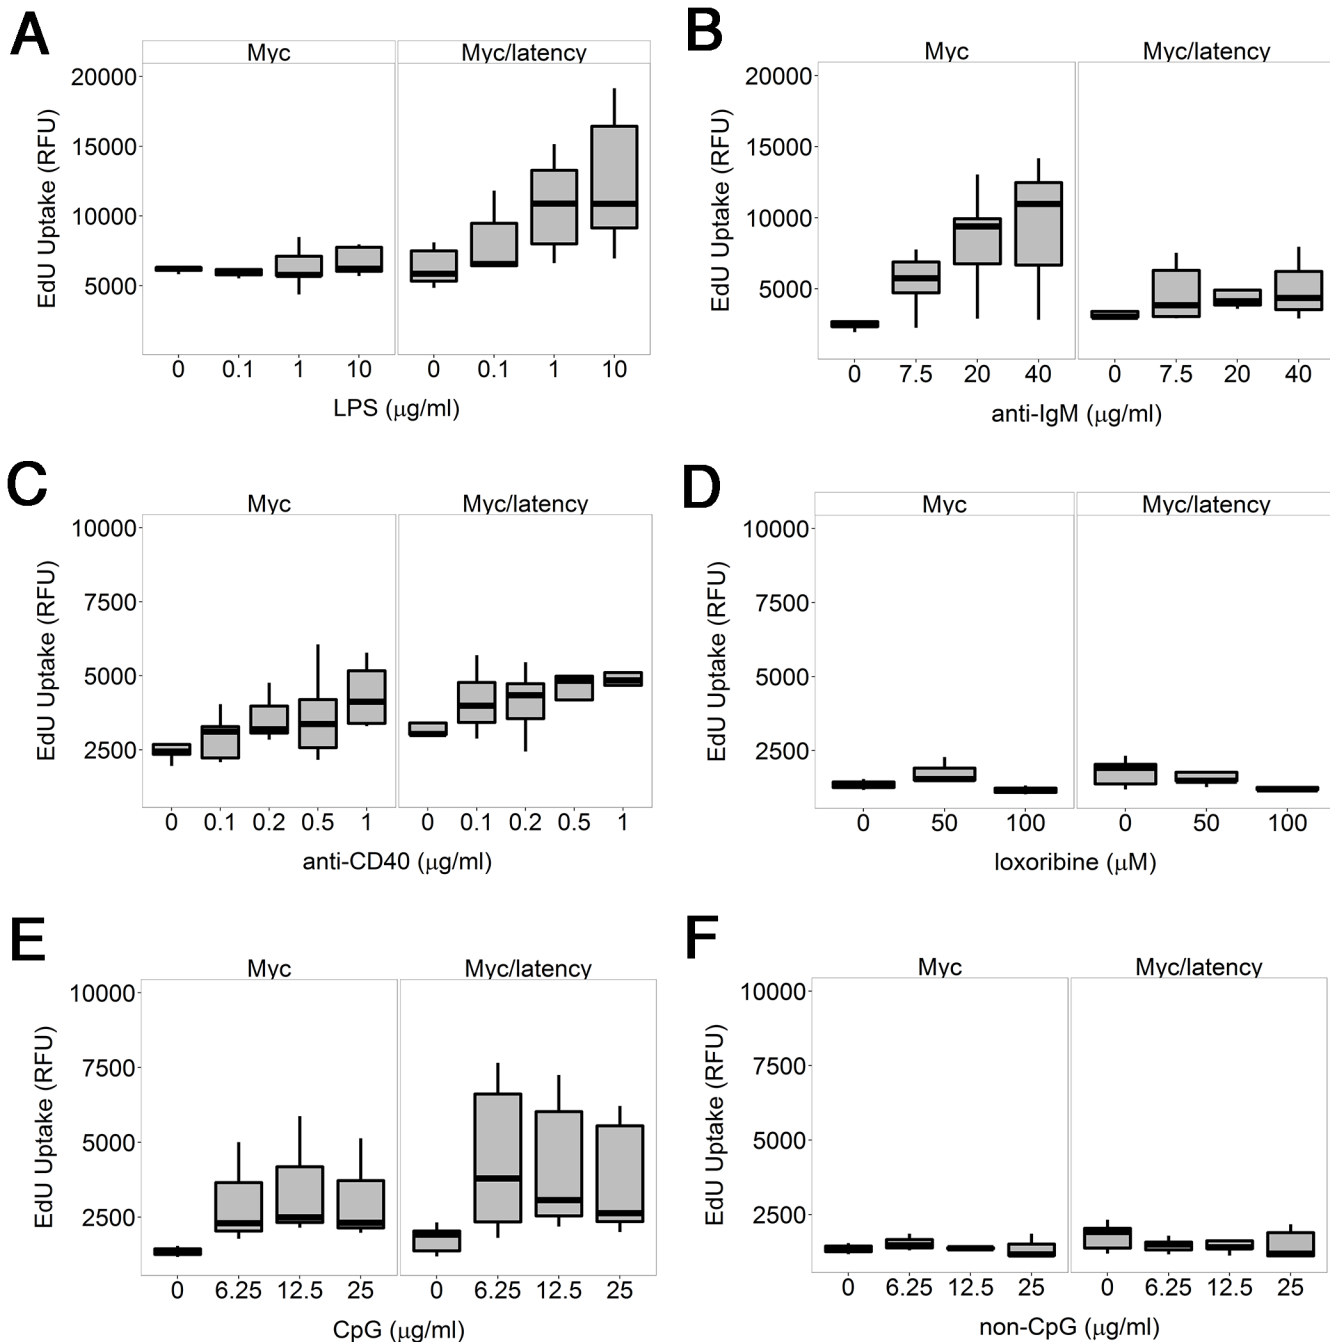 A
Myc Myc/latency
20000
15000
10000
5000
EdU Uptake (RFU)
0 0.1 1 10 0 0.1 1 10
LPS (μg/ml)
B
Myc Myc/latency
20000
15000
10000
5000
EdU Uptake (RFU)
0 7.5 20 40 0 7.5 20 40
anti-IgM (μg/ml)
C
Myc Myc/latency
10000
7500
5000
2500
EdU Uptake (RFU)
0 0.1 0.2 0.5 1 0 0.1 0.2 0.5 1
anti-CD40 (μg/ml)
D
Myc Myc/latency
10000
7500
5000
2500
EdU Uptake (RFU)
0 50 100 0 50 100
loxoribine (μM)
E
Myc Myc/latency
10000
7500
5000
2500
EdU Uptake (RFU)
0 6.25 12.5 25 0 6.25 12.5 25
CpG (μg/ml)
F
Myc Myc/latency
10000
7500
5000
2500
EdU Uptake (RFU)
0 6.25 12.5 25 0 6.25 12.5 25
non-CpG (μg/ml)